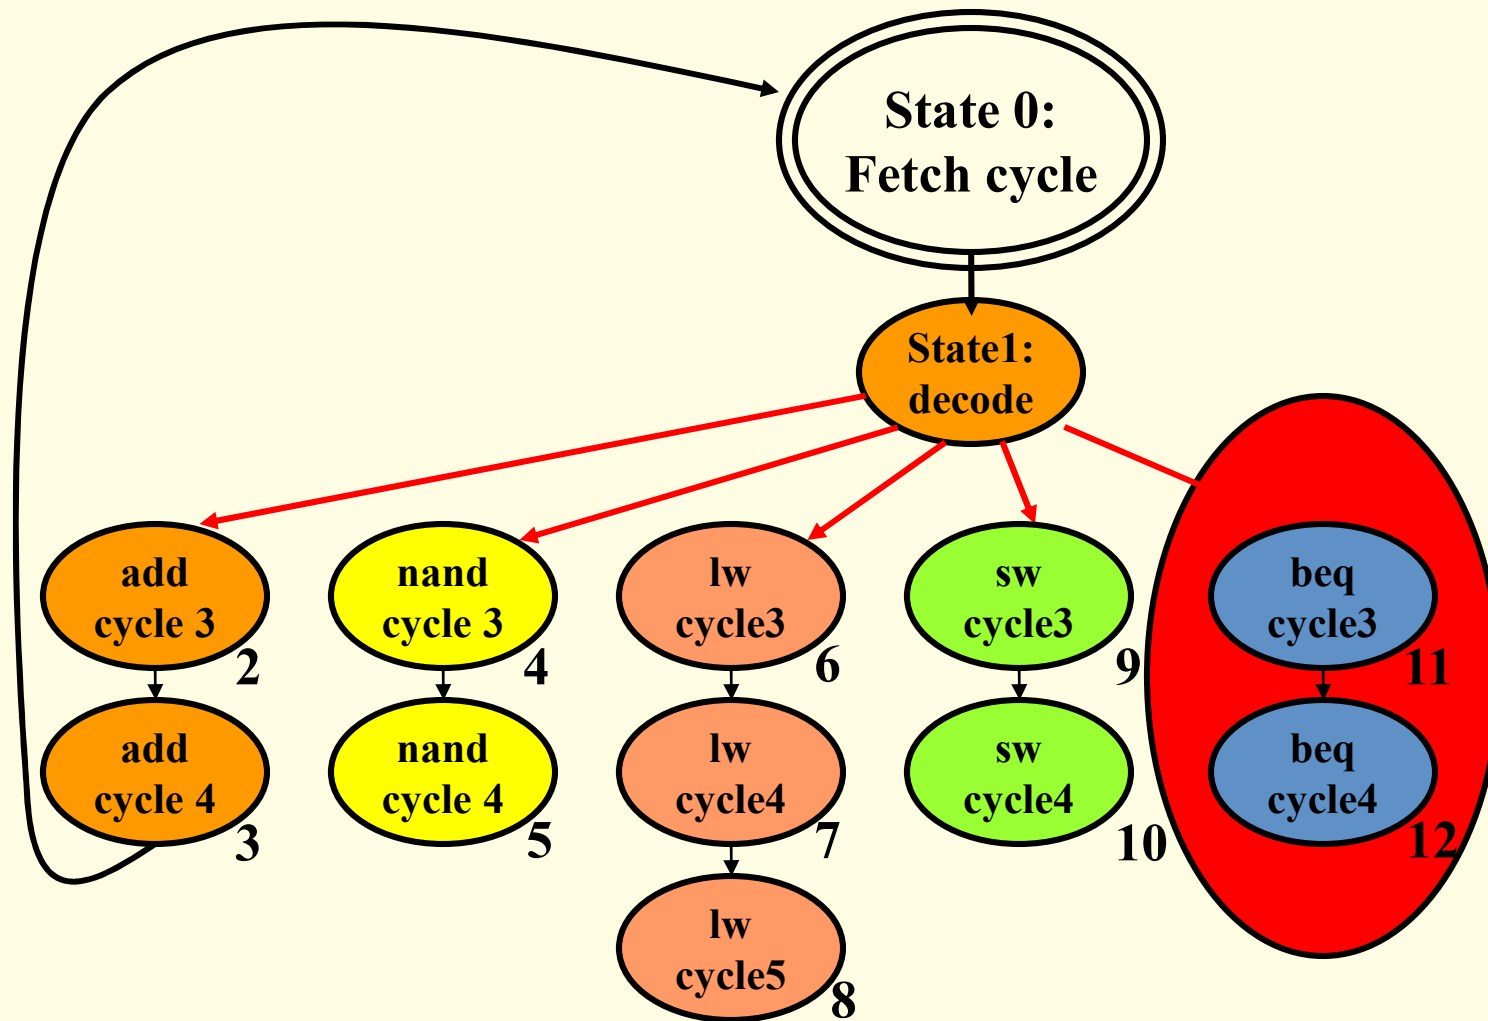 State 0:
Fetch cycle
State1:
decode
add
cycle 3
2
nand
cycle 3
4
lw
cycle3
6
sw
cycle3
9
beq
cycle3
11
add
cycle 4
3
nand
cycle 4
5
lw
cycle4
7
sw
cycle4
10
beq
cycle4
12
lw
cycle5
8